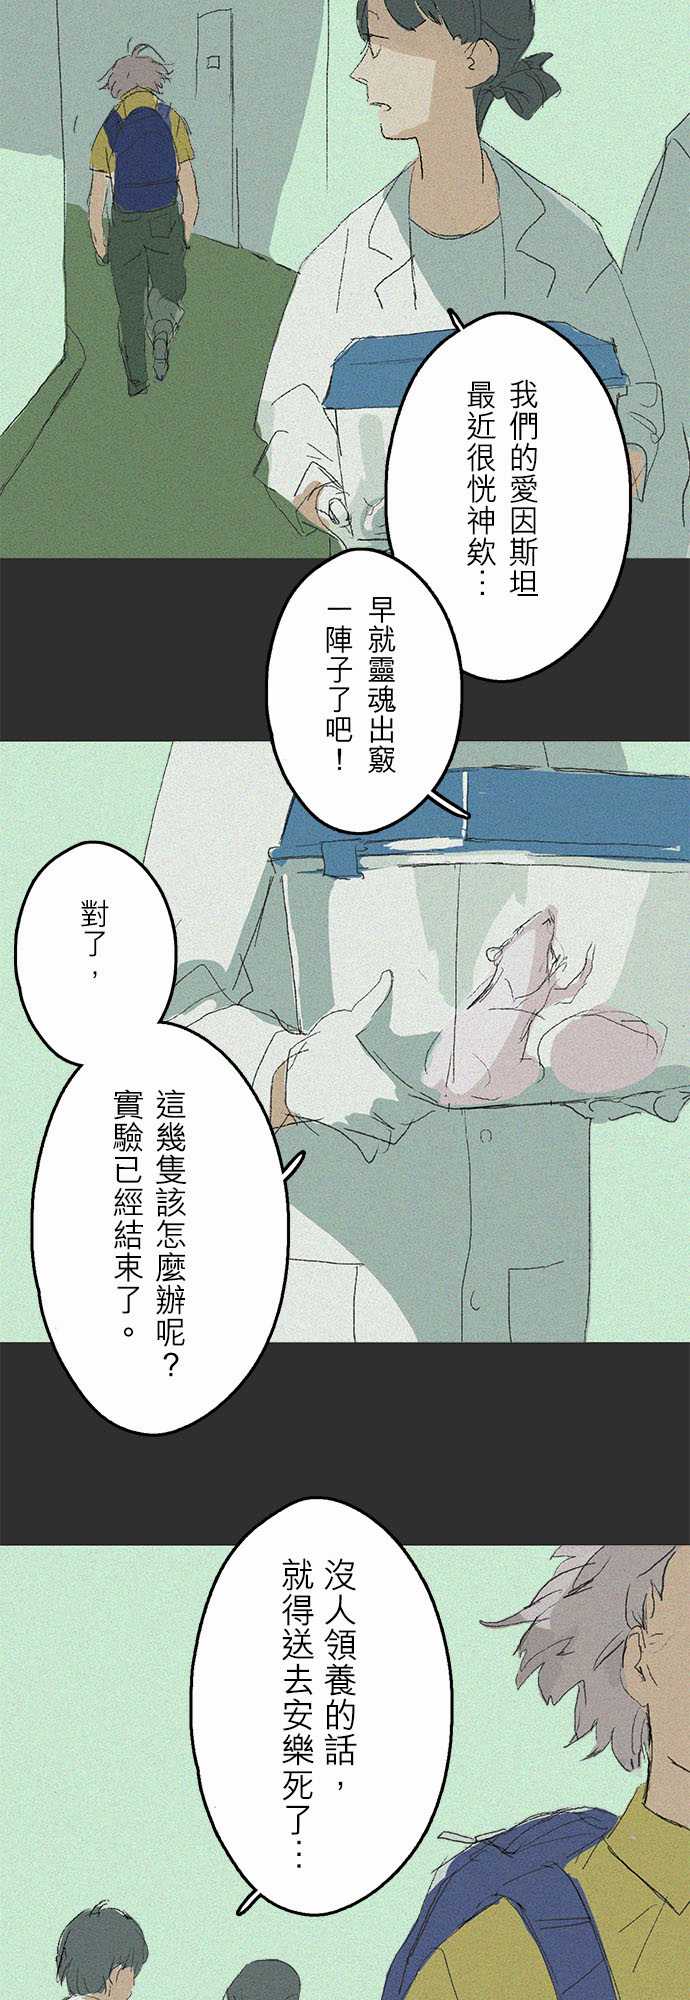 我們的愛因斯坦
最近很恍神欸…
早就靈魂出竅
一陣子了吧！
對了，
這幾隻該怎麼辦呢？
實驗已經結束了。
沒人領養的話，
就得送去安樂死了…